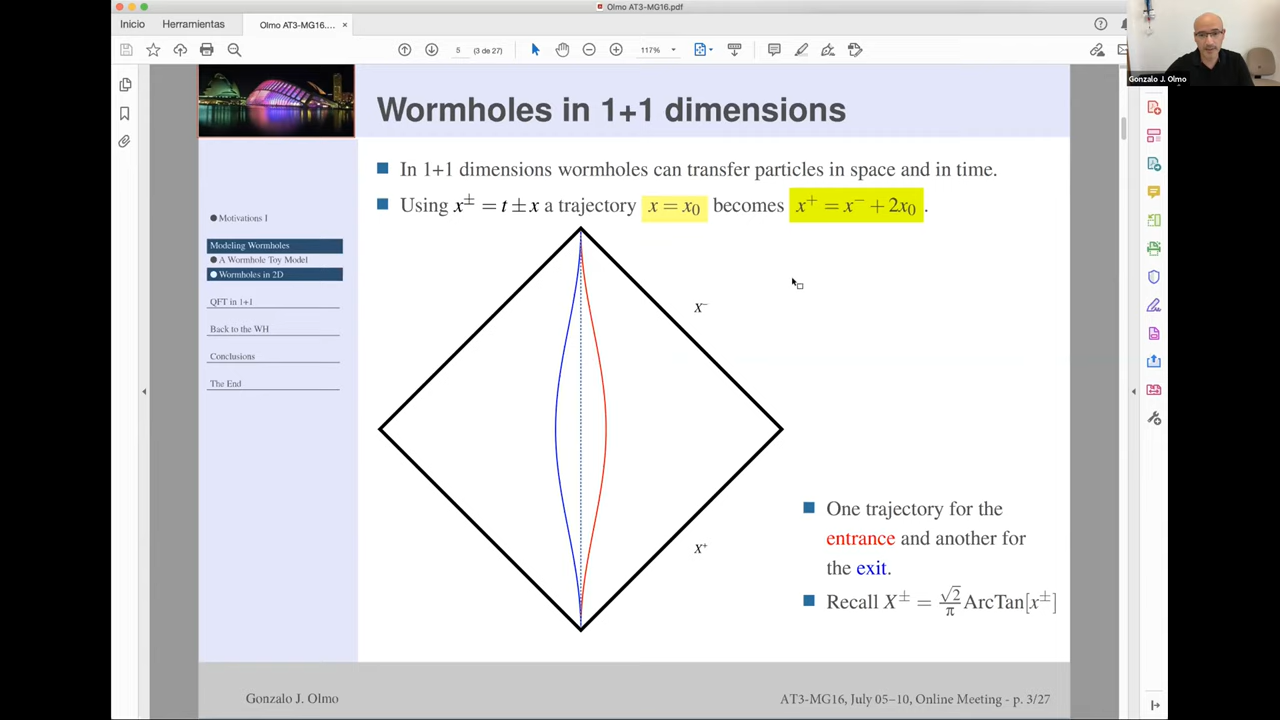 Olmo AT3-MG16.pdf
Inicio
Herramientas
Olmo AT3-MG16....
×
5
(3 de 27)
117%
Gonzalo J. Olmo
Wormholes in 1+1 dimensions
In 1+1 dimensions wormholes can transfer particles in space and in time.
Using x± = t ± x a trajectory x = x₀ becomes x⁺ = x⁻ + 2x₀.
Motivations I
Modeling Wormholes
A Wormhole Toy Model
Wormholes in 2D
QFT in 1+1
Back to the WH
Conclusions
The End
X⁻
X⁺
One trajectory for the
entrance and another for
the exit.
Recall X± = √2/π ArcTan[x±]
Gonzalo J. Olmo
AT3-MG16, July 05–10, Online Meeting - p. 3/27